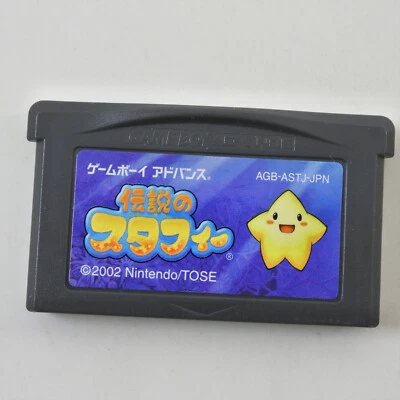 GAME BOY ADVANCE
ゲームボーイ アドバンス
AGB-ASTJ-JPN
伝説の
スタフィー®
©2002 Nintendo/TOSE